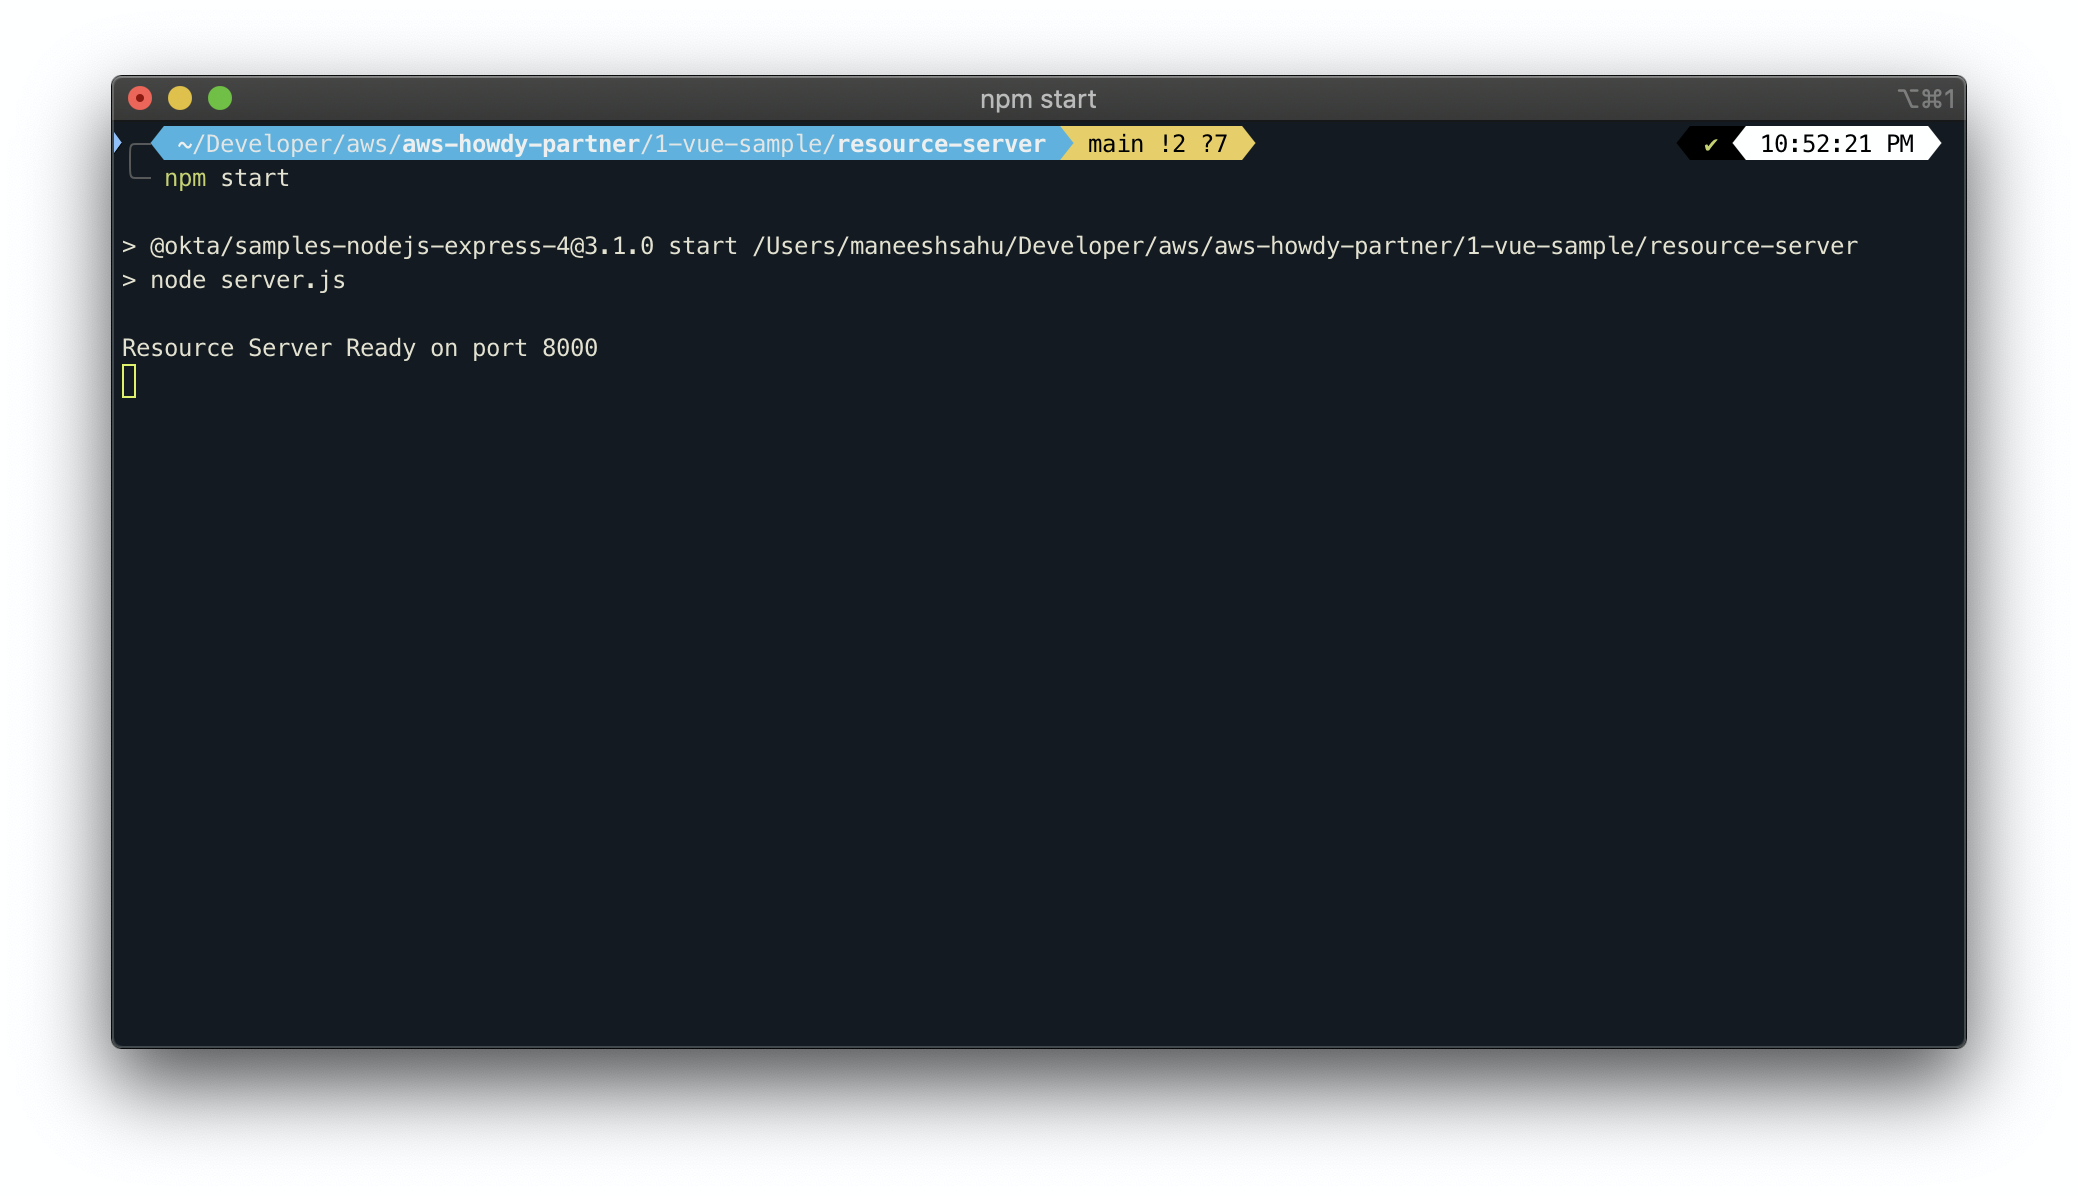 npm start ⌥⌘1
~/Developer/aws/aws-howdy-partner/1-vue-sample/resource-server main !2 ?7 ✔ 10:52:21 PM
npm start
> @okta/samples-nodejs-express-4@3.1.0 start /Users/maneeshsahu/Developer/aws/aws-howdy-partner/1-vue-sample/resource-server
> node server.js
Resource Server Ready on port 8000